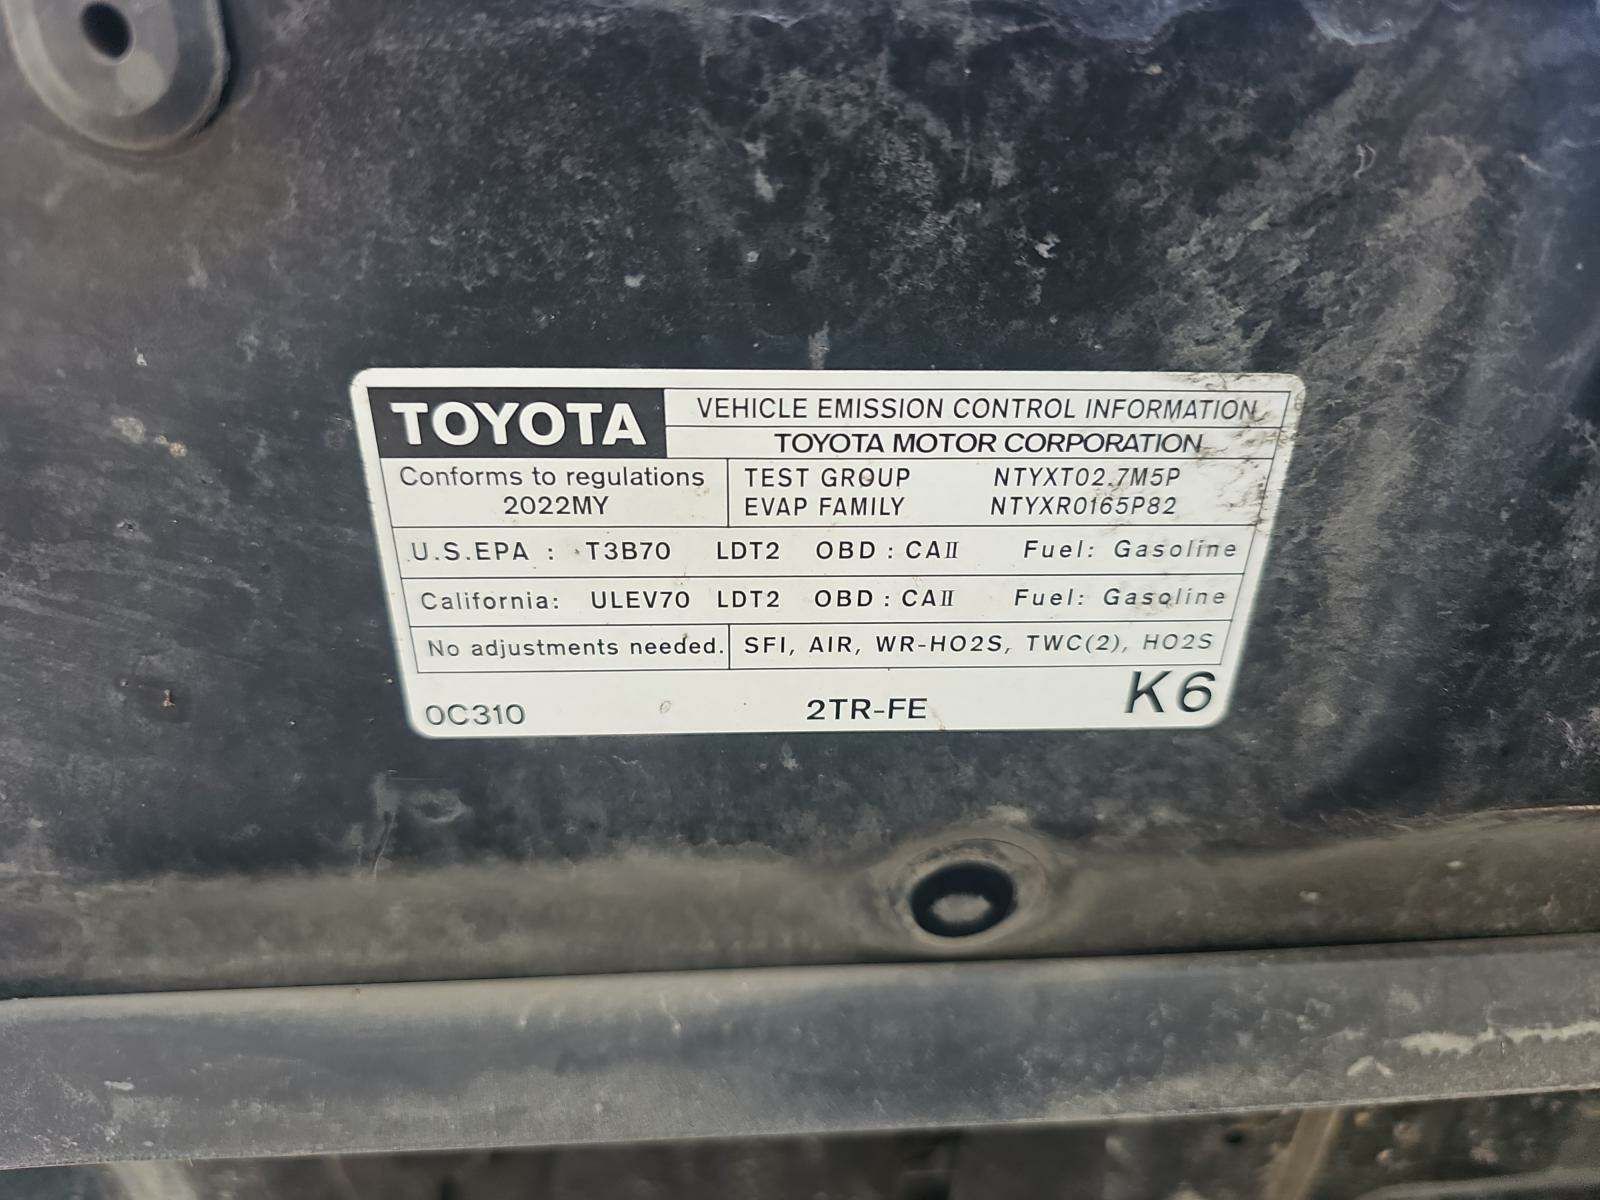 TOYOTA
VEHICLE EMISSION CONTROL INFORMATION
TOYOTA MOTOR CORPORATION
Conforms to regulations
2022MY
TEST GROUP NTYXT02.7M5P
EVAP FAMILY NTYXR0165P82
U.S.EPA : T3B70 LDT2 OBD : CAII Fuel: Gasoline
California: ULEV70 LDT2 OBD : CAII Fuel: Gasoline
No adjustments needed. SFI, AIR, WR-HO2S, TWC(2), HO2S
0C310 2TR-FE K6